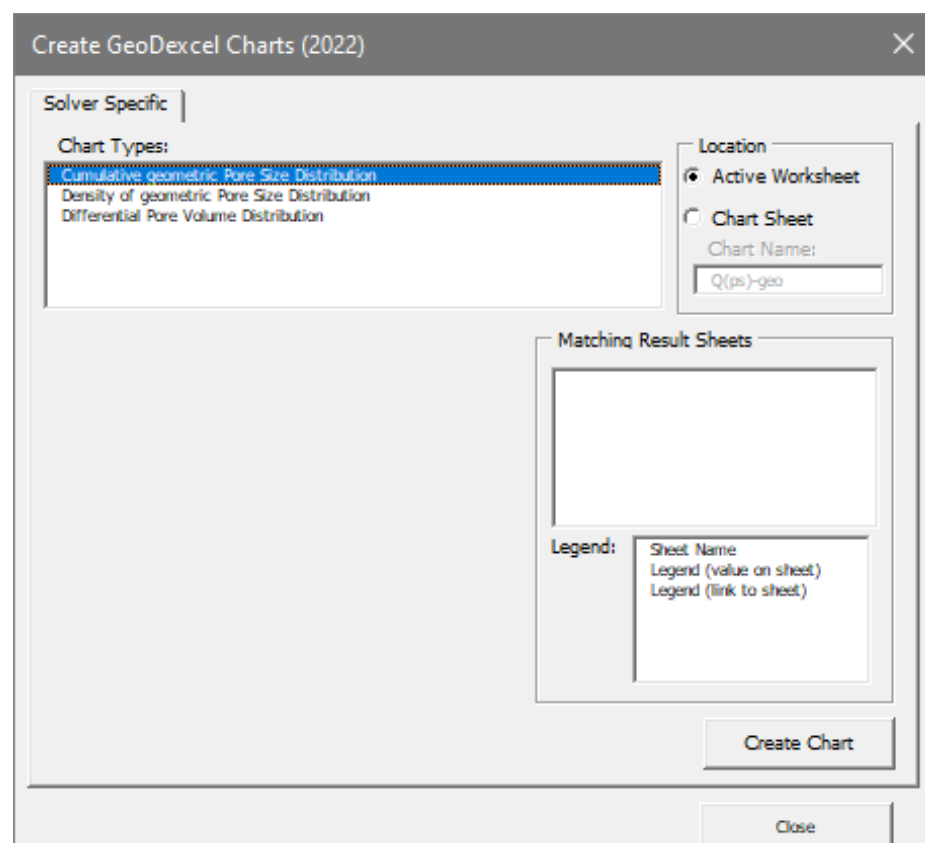 Create GeoDexcel Charts (2022)
Solver Specific
Chart Types:
Cumulative geometric Pore Size Distribution
Density of geometric Pore Size Distribution
Differential Pore Volume Distribution
Location
Active Worksheet
Chart Sheet
Chart Name:
Q(ps)-geo
Matching Result Sheets
Legend:
Sheet Name
Legend (value on sheet)
Legend (link to sheet)
Create Chart
Close